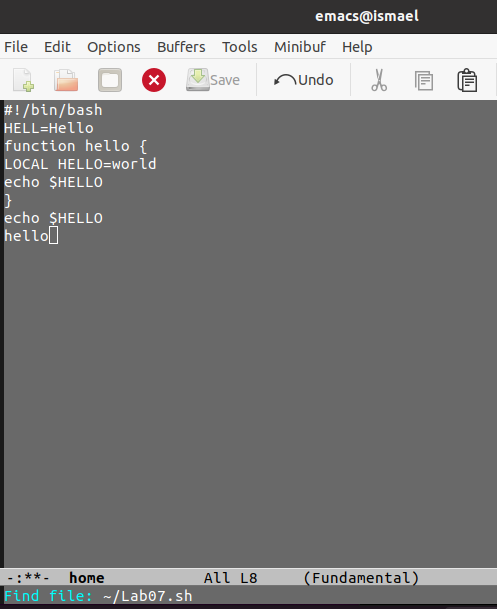 emacs@ismael
File Edit Options Buffers Tools Minibuf Help
Save Undo
#!/bin/bash
HELL=Hello
function hello {
LOCAL HELLO=world
echo $HELLO
}
echo $HELLO
hello
-:**- home All L8 (Fundamental)
Find file: ~/Lab07.sh